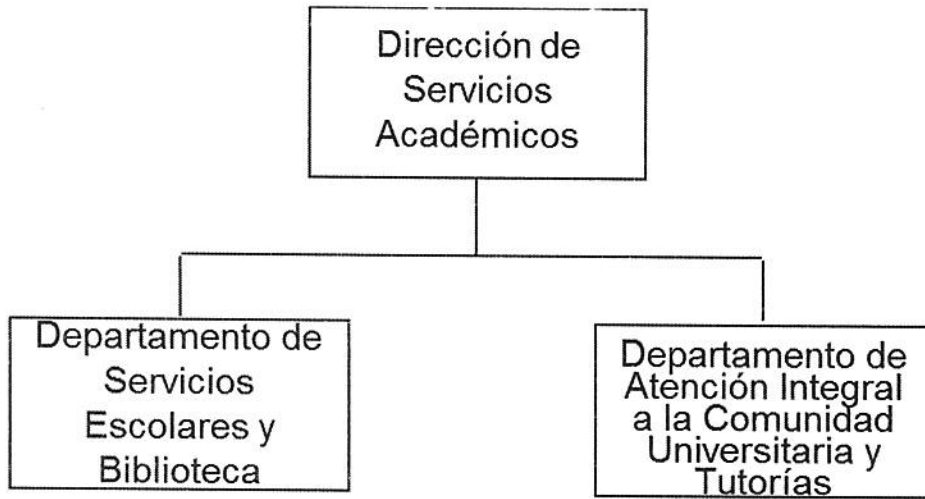 Dirección de
Servicios
Académicos
Departamento de
Servicios
Escolares y
Biblioteca
Departamento de
Atención Integral
a la Comunidad
Universitaria y
Tutorías